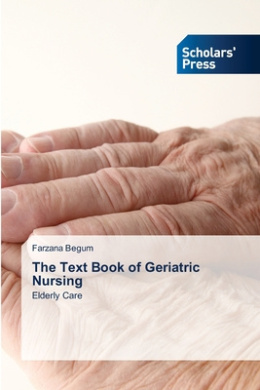 Scholars'
Press
Farzana Begum
The Text Book of Geriatric
Nursing
Elderly Care